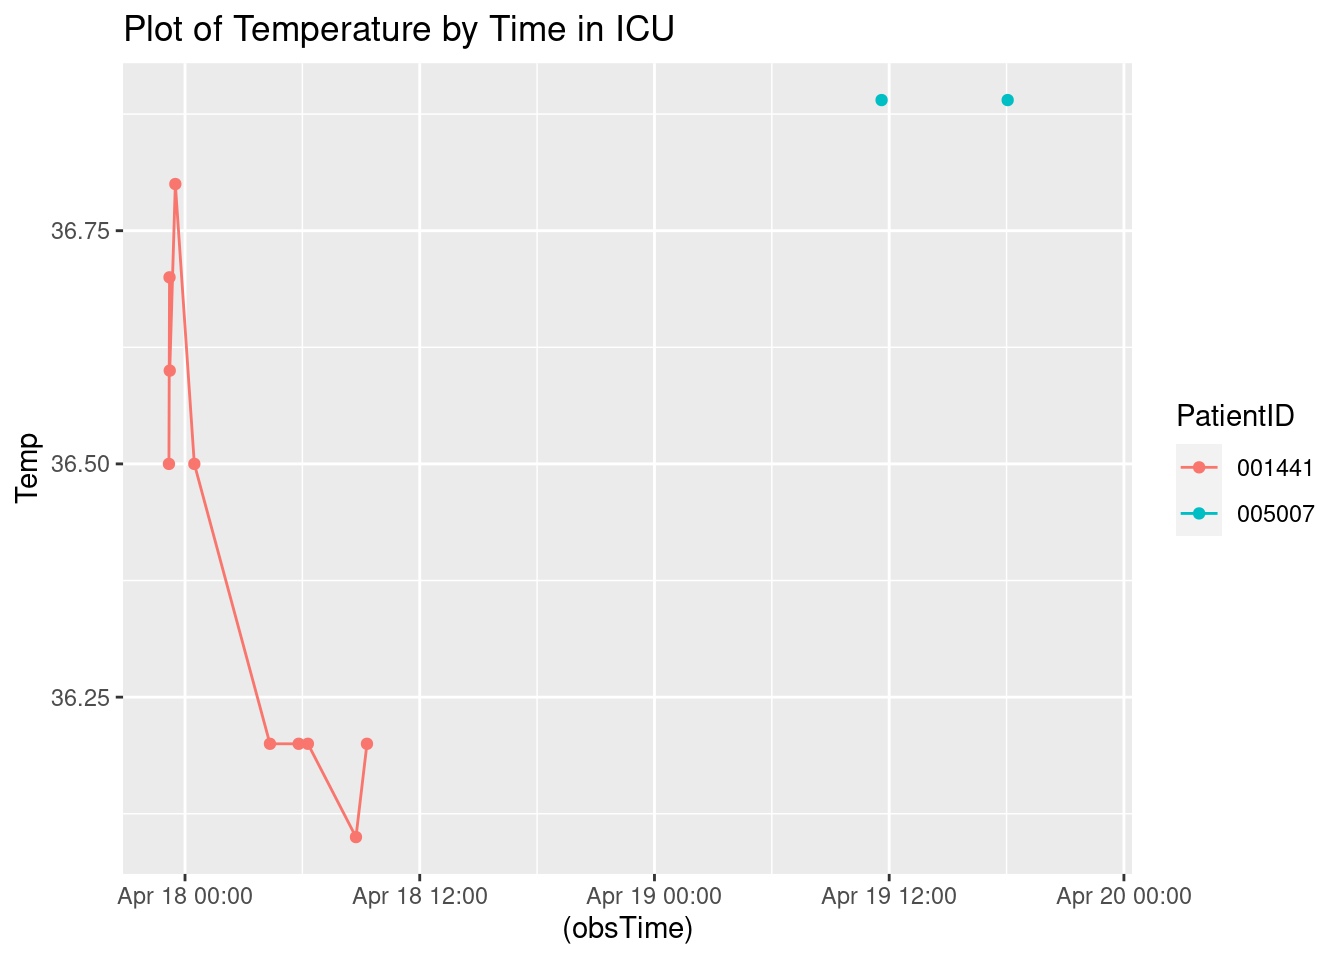 Plot of Temperature by Time in ICU
36.75
36.50
36.25
Temp
Apr 18 00:00
Apr 18 12:00
Apr 19 00:00
Apr 19 12:00
Apr 20 00:00
(obsTime)
PatientID
001441
005007